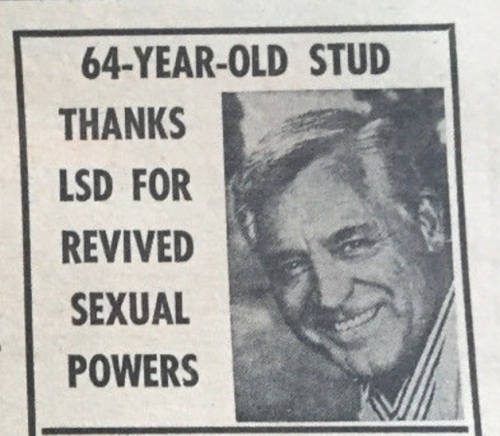 64-YEAR-OLD STUD
THANKS
LSD FOR
REVIVED
SEXUAL
POWERS